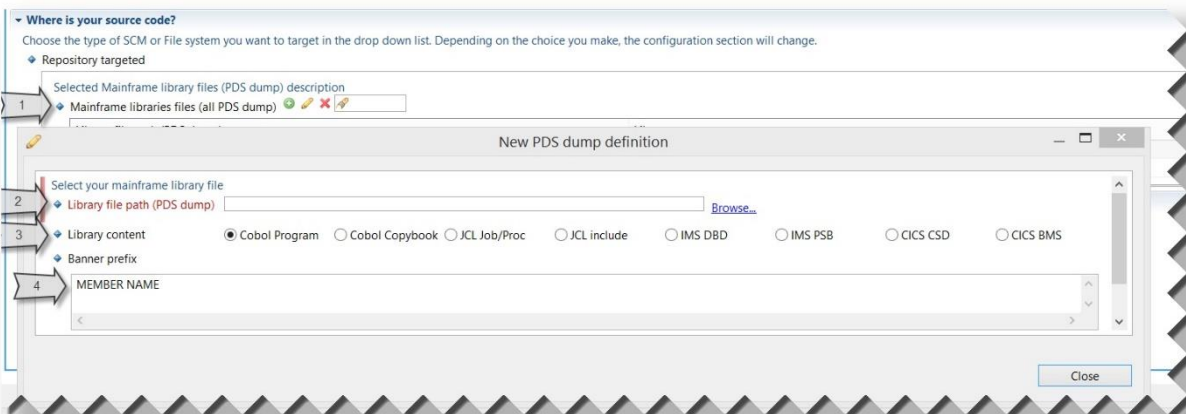 Where is your source code?
Choose the type of SCM or File system you want to target in the drop down list. Depending on the choice you make, the configuration section will change.
Repository targeted
Selected Mainframe library files (PDS dump) description
1 Mainframe libraries files (all PDS dump)
New PDS dump definition
Select your mainframe library file
2 Library file path (PDS dump) Browse...
3 Library content Cobol Program Cobol Copybook JCL Job/Proc JCL include IMS DBD IMS PSB CICS CSD CICS BMS
Banner prefix
4 MEMBER NAME
Close